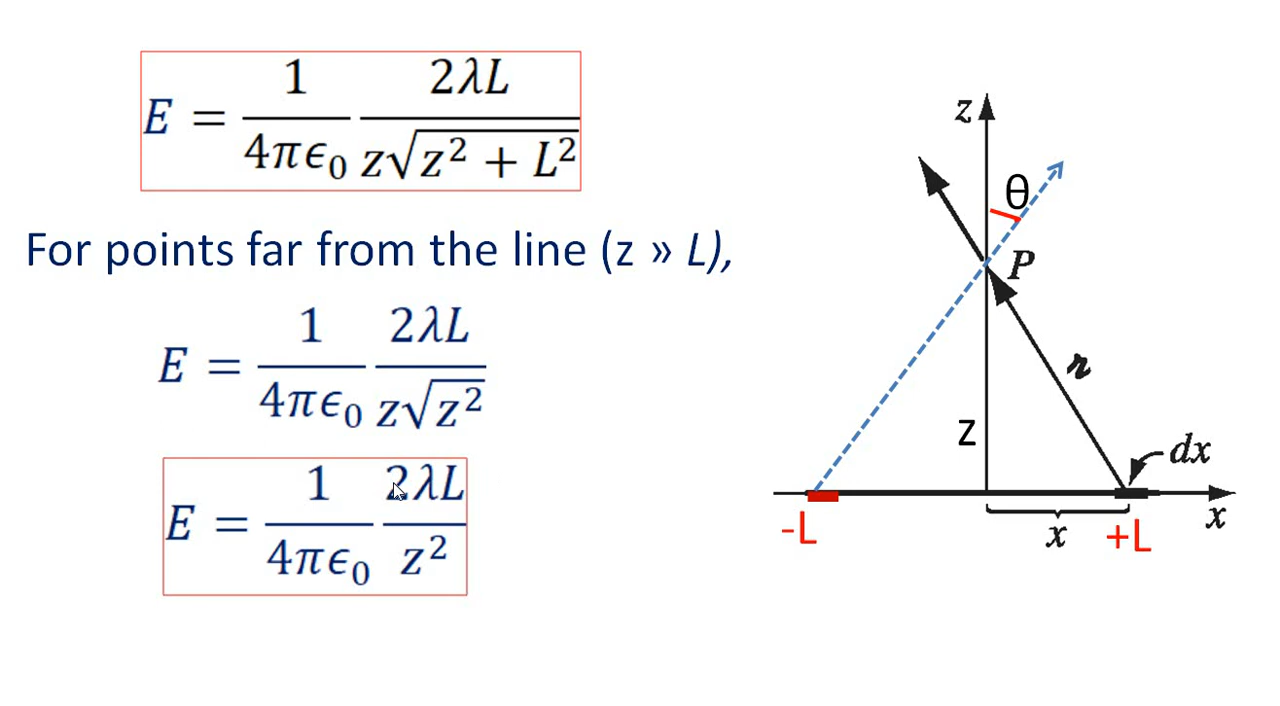 E = 1/(4πϵ₀) 2λL/(z√(z² + L²))
For points far from the line (z » L),
E = 1/(4πϵ₀) 2λL/(z√(z²))
E = 1/(4πϵ₀) 2λL/z²
z
θ
P
𝓇
z
dx
x
x
-L
+L